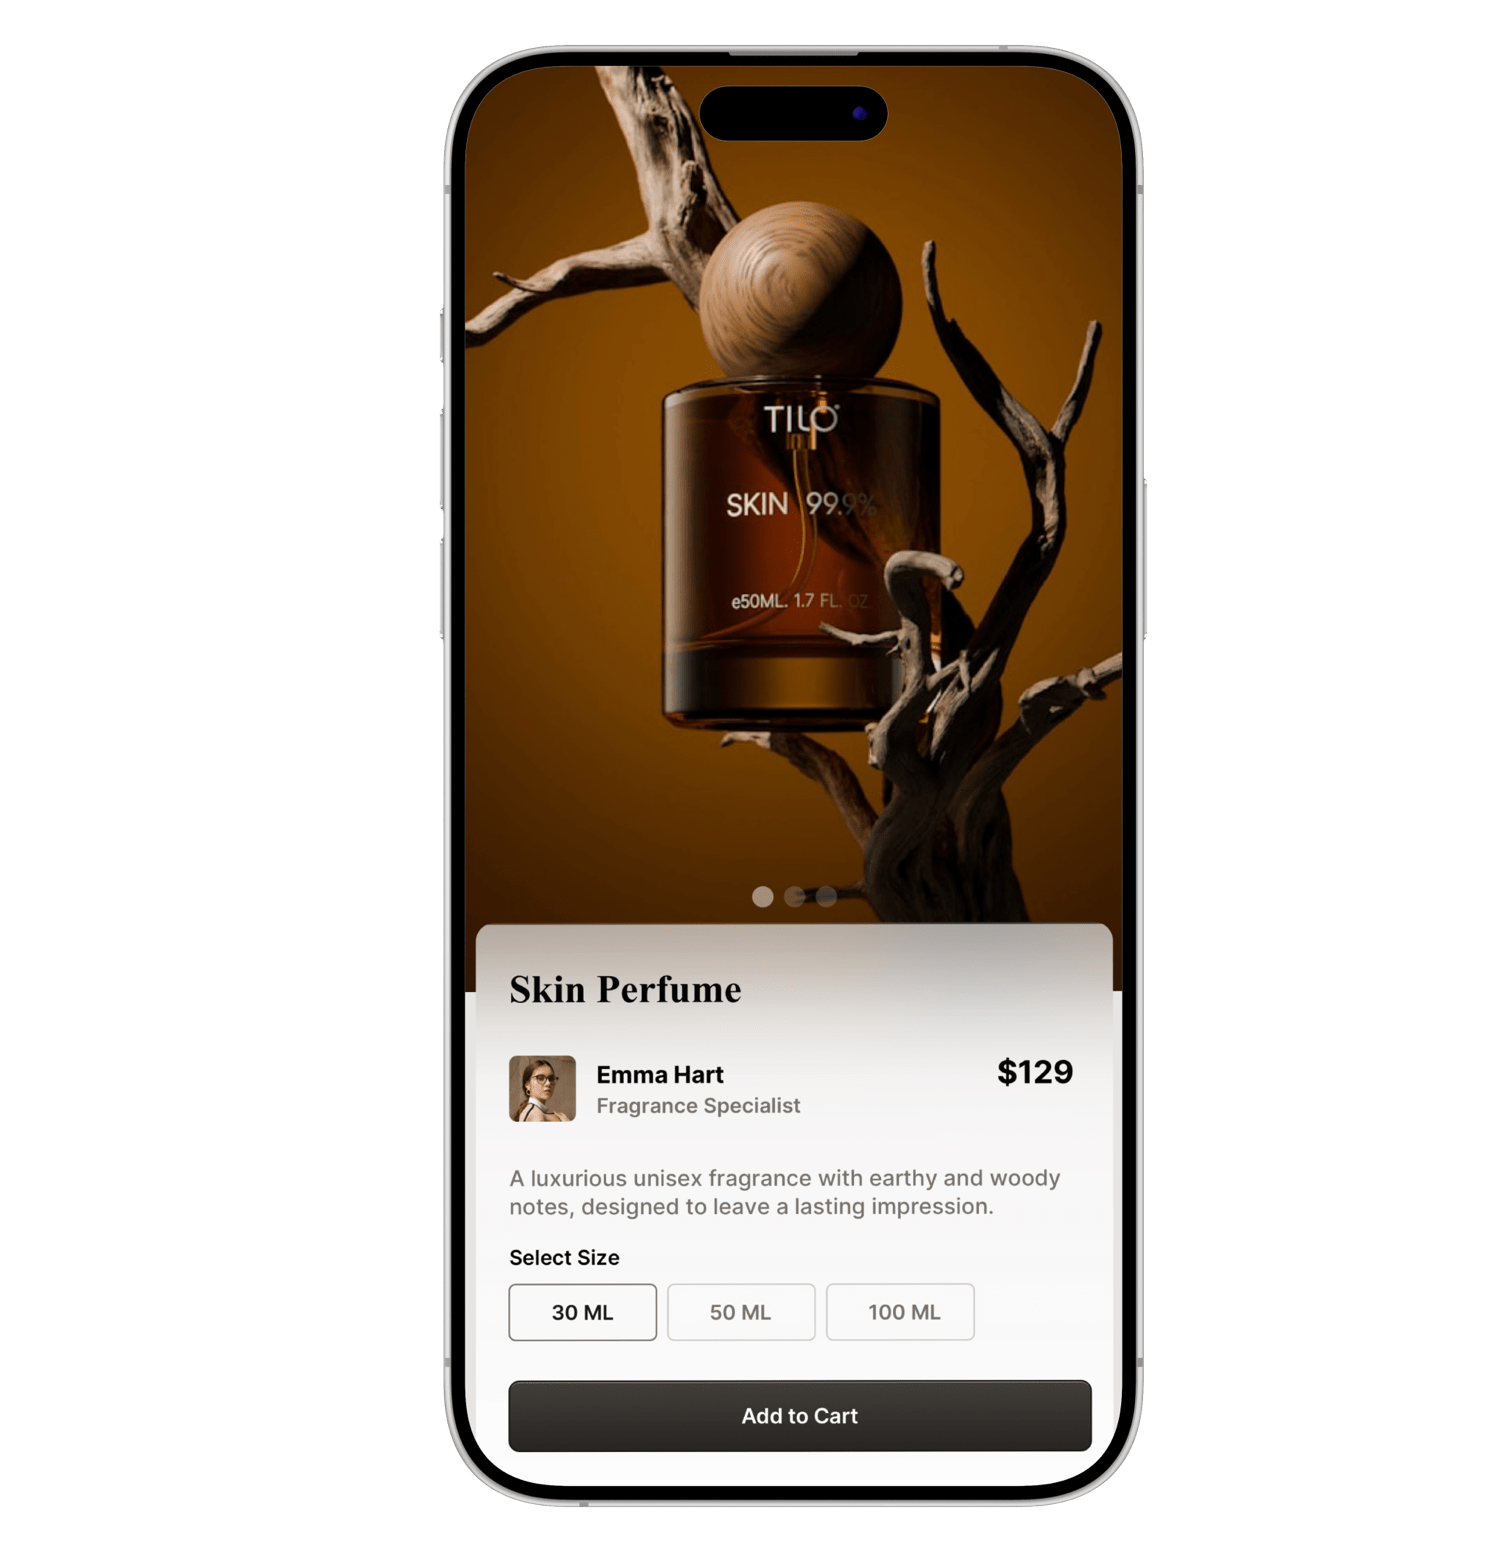 TILO
SKIN 99.9%
e50ML. 1.7 FL. OZ.
Skin Perfume
Emma Hart
$129
Fragrance Specialist
A luxurious unisex fragrance with earthy and woody
notes, designed to leave a lasting impression.
Select Size
30 ML
50 ML
100 ML
Add to Cart